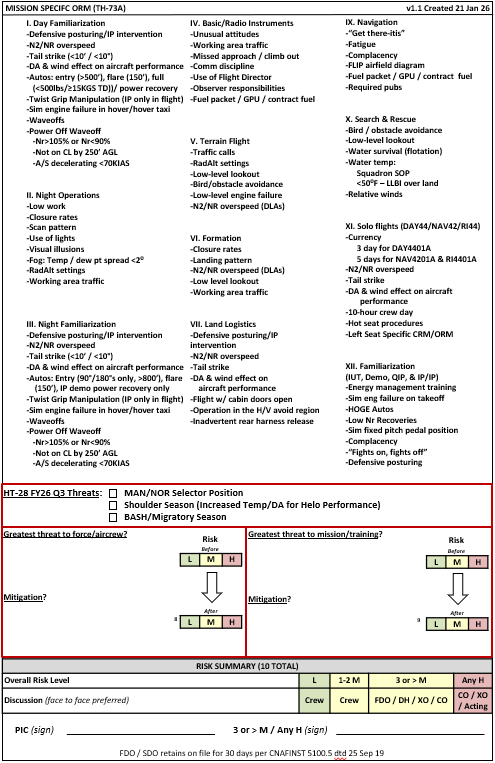 MISSION SPECIFC ORM (TH-73A)
v1.1 Created 21 Jan 26
I. Day Familiarization
-Defensive posturing/IP intervention
-N2/NR overspeed
-Tail strike (<10' / <10°)
-DA & wind effect on aircraft performance
-Autos: entry (>500'), flare (150'), full
(<500lbs/≥15KGS TD))/ power recovery
-Twist Grip Manipulation (IP only in flight)
-Sim engine failure in hover/hover taxi
-Waveoffs
-Power Off Waveoff
-Nr>105% or Nr<90%
-Not on CL by 250' AGL
-A/S decelerating <70KIAS
II. Night Operations
-Low work
-Closure rates
-Scan pattern
-Use of lights
-Visual illusions
-Fog: Temp / dew pt spread <2⁰
-RadAlt settings
-Working area traffic
III. Night Familiarization
-Defensive posturing/IP intervention
-N2/NR overspeed
-Tail strike (<10' / <10°)
-DA & wind effect on aircraft performance
-Autos: Entry (90°/180°s only, >800'), flare
(150'), IP demo power recovery only
-Twist Grip Manipulation (IP only in flight)
-Sim engine failure in hover/hover taxi
-Waveoffs
-Power Off Waveoff
-Nr>105% or Nr<90%
-Not on CL by 250' AGL
-A/S decelerating <70KIAS
IV. Basic/Radio Instruments
-Unusual attitudes
-Working area traffic
-Missed approach / climb out
-Comm discipline
-Use of Flight Director
-Observer responsibilities
-Fuel packet / GPU / contract fuel
V. Terrain Flight
-Traffic calls
-RadAlt settings
-Low-level lookout
-Bird/obstacle avoidance
-Low-level engine failure
-N2/NR overspeed (DLAs)
VI. Formation
-Closure rates
-Landing pattern
-N2/NR overspeed (DLAs)
-Low level lookout
-Working area traffic
VII. Land Logistics
-Defensive posturing/IP
intervention
-N2/NR overspeed
-Tail strike
-DA & wind effect on
aircraft performance
-Flight w/ cabin doors open
-Operation in the H/V avoid region
-Inadvertent rear harness release
IX. Navigation
-"Get there-itis"
-Fatigue
-Complacency
-FLIP airfield diagram
-Fuel packet / GPU / contract fuel
-Required pubs
X. Search & Rescue
-Bird / obstacle avoidance
-Low-level lookout
-Water survival (flotation)
-Water temp:
Squadron SOP
<50⁰F – LLBI over land
-Relative winds
XI. Solo flights (DAY44/NAV42/RI44)
-Currency
3 day for DAY4401A
5 days for NAV4201A & RI4401A
-N2/NR overspeed
-Tail strike
-DA & wind effect on aircraft
performance
-10-hour crew day
-Hot seat procedures
-Left Seat Specific CRM/ORM
XII. Familiarization
(IUT, Demo, QIP, & IP/IP)
-Energy management training
-Sim eng failure on takeoff
-HOGE Autos
-Low Nr Recoveries
-Sim fixed pitch pedal position
-Complacency
-"Fights on, fights off"
-Defensive posturing
HT-28 FY26 Q3 Threats:
MAN/NOR Selector Position
Shoulder Season (Increased Temp/DA for Helo Performance)
BASH/Migratory Season
Greatest threat to force/aircrew?
Risk
Before
L M H
Mitigation?
After
8 L M H
Greatest threat to mission/training?
Risk
Before
L M H
Mitigation?
After
9 L M H
RISK SUMMARY (10 TOTAL)
Overall Risk Level L 1-2 M 3 or > M Any H
Discussion (face to face preferred) Crew Crew FDO / DH / XO / CO CO / XO / Acting
PIC (sign) 3 or > M / Any H (sign)
FDO / SDO retains on file for 30 days per CNAFINST 5100.5 dtd 25 Sep 19